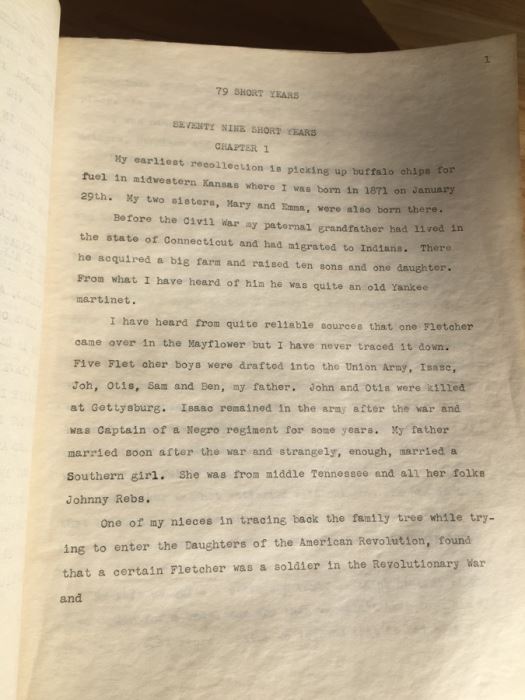 1
79 SHORT YEARS
SEVENTY NINE SHORT YEARS
CHAPTER 1
My earliest recollection is picking up buffalo chips for
fuel in midwestern Kansas where I was born in 1871 on January
29th. My two sisters, Mary and Emma, were also born there.
Before the Civil War my paternal grandfather had lived in
the state of Connecticut and had migrated to Indiana. There
he acquired a big farm and raised ten sons and one daughter.
From what I have heard of him he was quite an old Yankee
martinet.
I have heard from quite reliable sources that one Fletcher
came over in the Mayflower but I have never traced it down.
Five Flet cher boys were drafted into the Union Army, Isaac,
Joh, Otis, Sam and Ben, my father. John and Otis were killed
at Gettysburg. Isaac remained in the army after the war and
was Captain of a Negro regiment for some years. My father
married soon after the war and strangely, enough, married a
Southern girl. She was from middle Tennessee and all her folks
Johnny Rebs.
One of my nieces in tracing back the family tree while try-
ing to enter the Daughters of the American Revolution, found
that a certain Fletcher was a soldier in the Revolutionary War
and